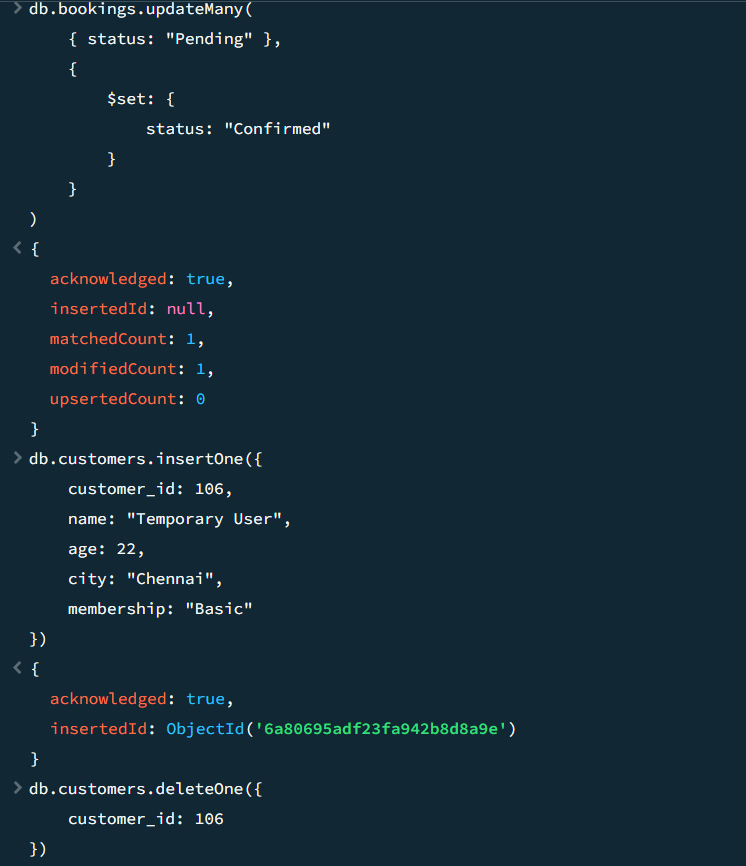 > db.bookings.updateMany(
{ status: "Pending" },
{
$set: {
status: "Confirmed"
}
}
)
< {
acknowledged: true,
insertedId: null,
matchedCount: 1,
modifiedCount: 1,
upsertedCount: 0
}
> db.customers.insertOne({
customer_id: 106,
name: "Temporary User",
age: 22,
city: "Chennai",
membership: "Basic"
})
< {
acknowledged: true,
insertedId: ObjectId('6a80695adf23fa942b8d8a9e')
}
> db.customers.deleteOne({
customer_id: 106
})